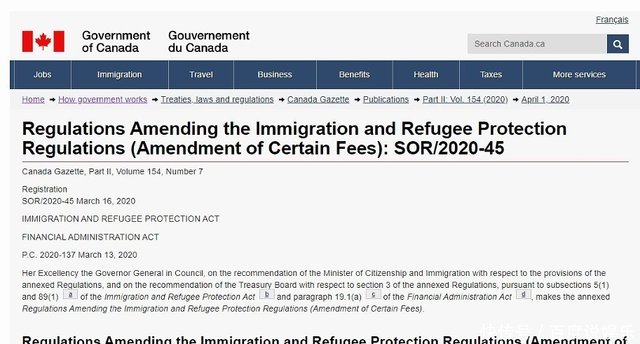 Français
Government
of Canada
Gouvernement
du Canada
Search Canada.ca
Jobs
Immigration
Travel
Business
Benefits
Health
Taxes
More services
Home → How government works → Treaties, laws and regulations → Canada Gazette → Publications → Part II: Vol. 154 (2020) → April 1, 2020
Regulations Amending the Immigration and Refugee Protection
Regulations (Amendment of Certain Fees): SOR/2020-45
Canada Gazette, Part II, Volume 154, Number 7
Registration
SOR/2020-45 March 16, 2020
IMMIGRATION AND REFUGEE PROTECTION ACT
FINANCIAL ADMINISTRATION ACT
P.C. 2020-137 March 13, 2020
Her Excellency the Governor General in Council, on the recommendation of the Minister of Citizenship and Immigration with respect to the provisions of the
annexed Regulations, and on the recommendation of the Treasury Board with respect to section 3 of the annexed Regulations, pursuant to subsections 5(1)
and 89(1) a of the Immigration and Refugee Protection Act b and paragraph 19.1(a) c of the Financial Administration Act d, makes the annexed
Regulations Amending the Immigration and Refugee Protection Regulations (Amendment of Certain Fees).
Regulations Amending the Immigration and Refugee Protection Regulations (Amendment of